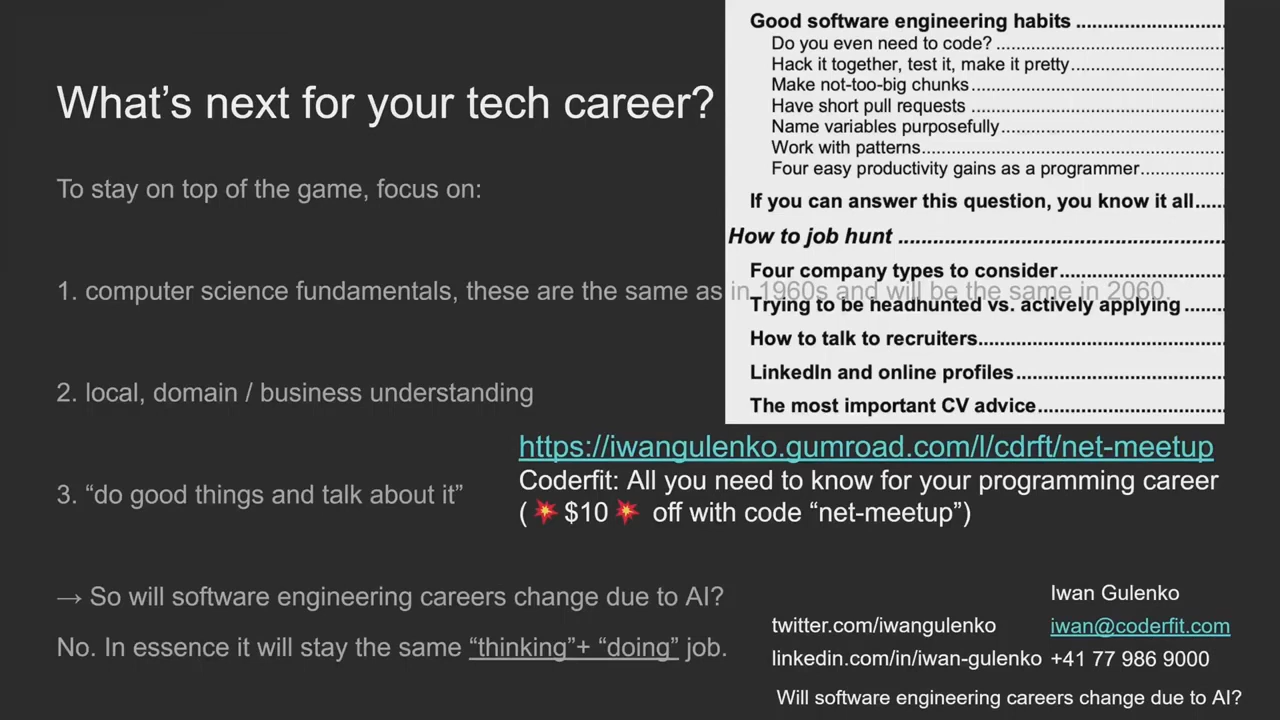 What's next for your tech career?
To stay on top of the game, focus on:
1. computer science fundamentals, these are the same as in 1960s and will be the same in 2060.
2. local, domain / business understanding
3. “do good things and talk about it”
→ So will software engineering careers change due to AI?
No. In essence it will stay the same “thinking”+ “doing” job.
Good software engineering habits
Do you even need to code?
Hack it together, test it, make it pretty
Make not-too-big chunks
Have short pull requests
Name variables purposefully
Work with patterns
Four easy productivity gains as a programmer
If you can answer this question, you know it all
How to job hunt
Four company types to consider
Trying to be headhunted vs. actively applying
How to talk to recruiters
LinkedIn and online profiles
The most important CV advice
https://iwangulenko.gumroad.com/l/cdrft/net-meetup
Coderfit: All you need to know for your programming career
(💥$10💥 off with code “net-meetup”)
Iwan Gulenko
twitter.com/iwangulenko iwan@coderfit.com
linkedin.com/in/iwan-gulenko +41 77 986 9000
Will software engineering careers change due to AI?